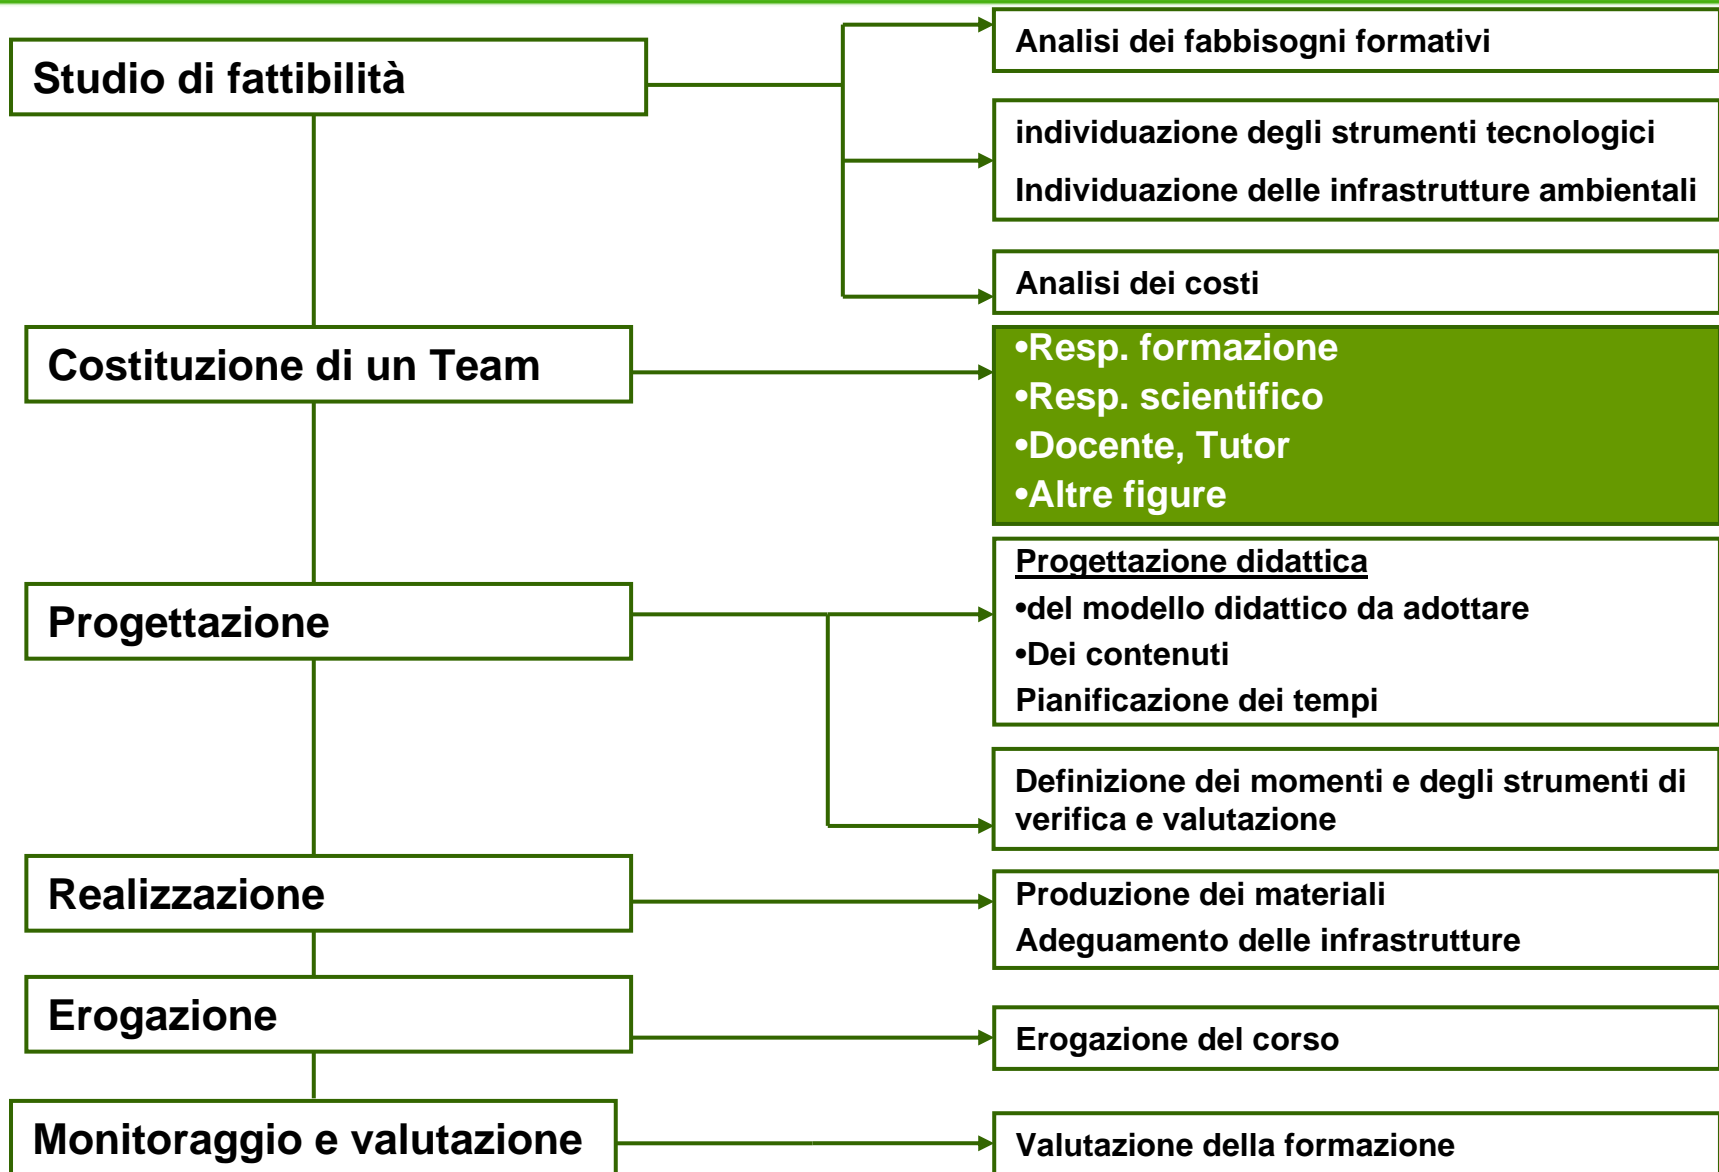 Studio di fattibilità
Analisi dei fabbisogni formativi
individuazione degli strumenti tecnologici
Individuazione delle infrastrutture ambientali
Analisi dei costi
Costituzione di un Team
•Resp. formazione
•Resp. scientifico
•Docente, Tutor
•Altre figure
Progettazione
Progettazione didattica
•del modello didattico da adottare
•Dei contenuti
Pianificazione dei tempi
Definizione dei momenti e degli strumenti di
verifica e valutazione
Realizzazione
Produzione dei materiali
Adeguamento delle infrastrutture
Erogazione
Erogazione del corso
Monitoraggio e valutazione
Valutazione della formazione